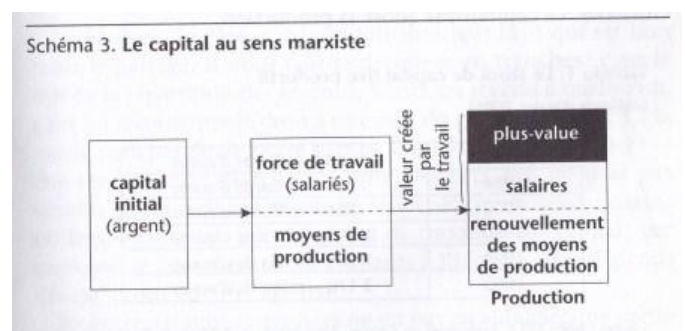 Schéma 3. Le capital au sens marxiste
capital
initial
(argent)
force de travail
(salariés)
moyens de
production
valeur créée
par
le travail
plus-value
salaires
renouvellement
des moyens
de production
Production